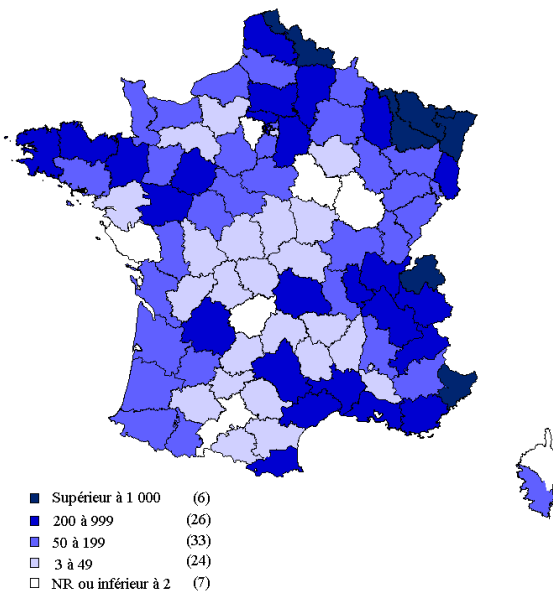 Supérieur à 1 000 (6)
200 à 999 (26)
50 à 199 (33)
3 à 49 (24)
NR ou inférieur à 2 (7)